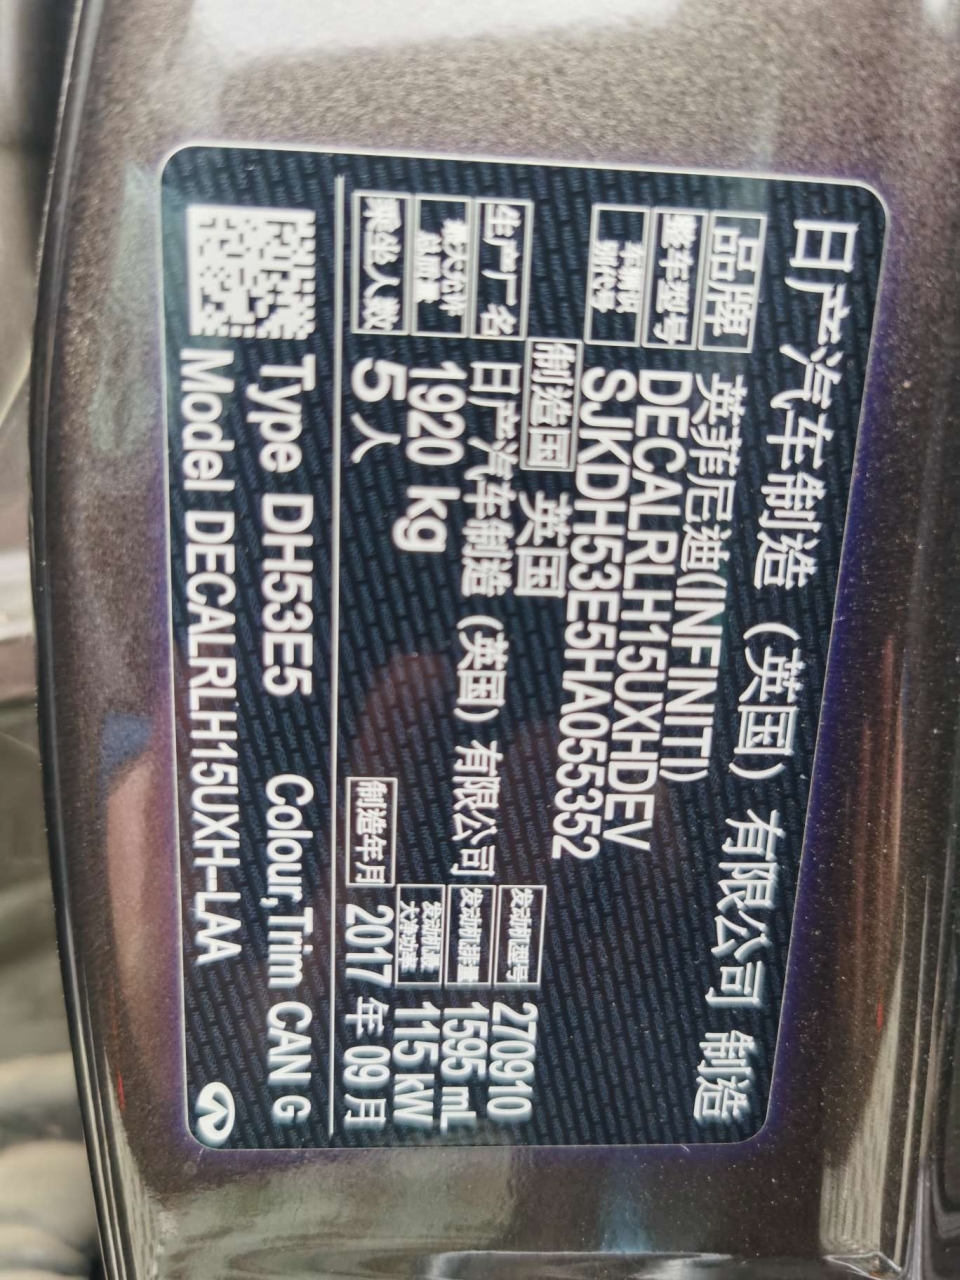 日产汽车制造（英国）有限公司 制造
品牌 英菲尼迪(INFINITI)
整车型号 DECALRLH15UXHDEV
车辆识别代号 SJKDH53E5HA055352
制造国 英国
生产厂名 日产汽车制造（英国）有限公司
发动机型号 270910
最大允许总质量 1920 kg
发动机排量 1595 mL
乘坐人数 5人
发动机最大净功率 115 kW
制造年月 2017 年 09 月
Type DH53E5 Colour,Trim CAN G
Model DECALRLH15UXH-LAA